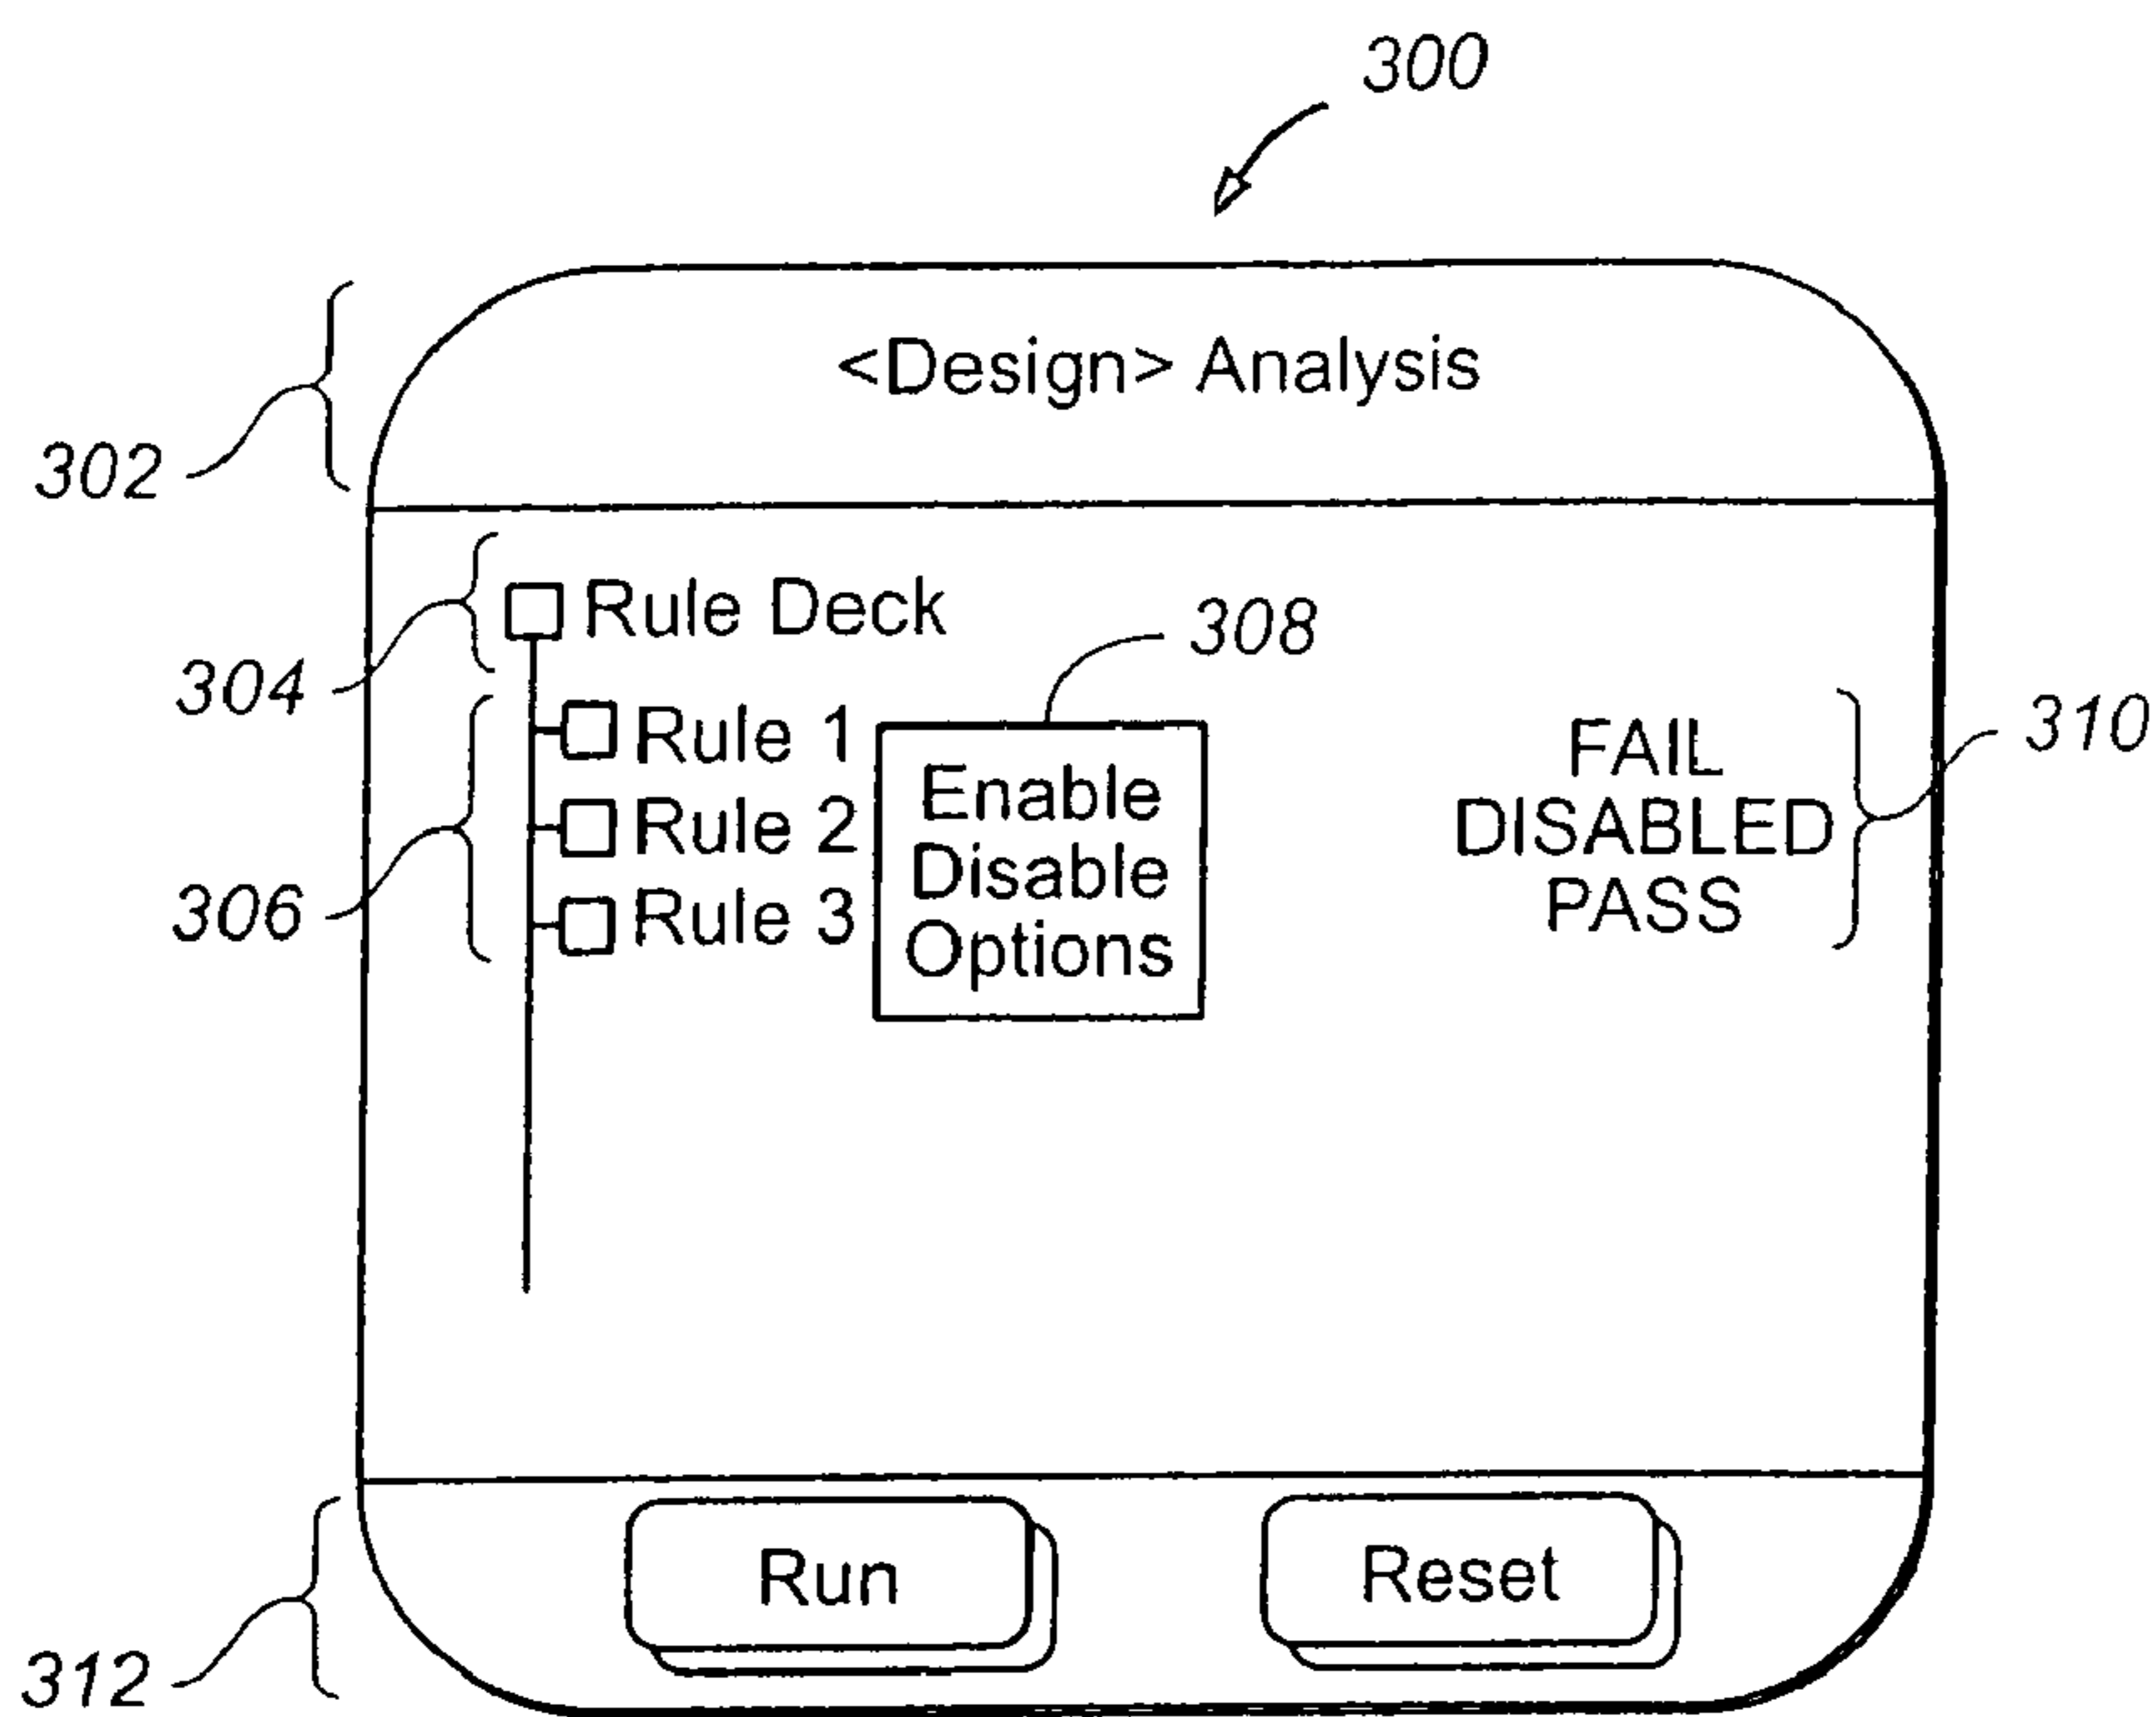 300
<Design> Analysis
302
Rule Deck
304
308
Rule 1
Rule 2
Rule 3
306
Enable
Disable
Options
FAIL
DISABLED
PASS
310
Run
Reset
312